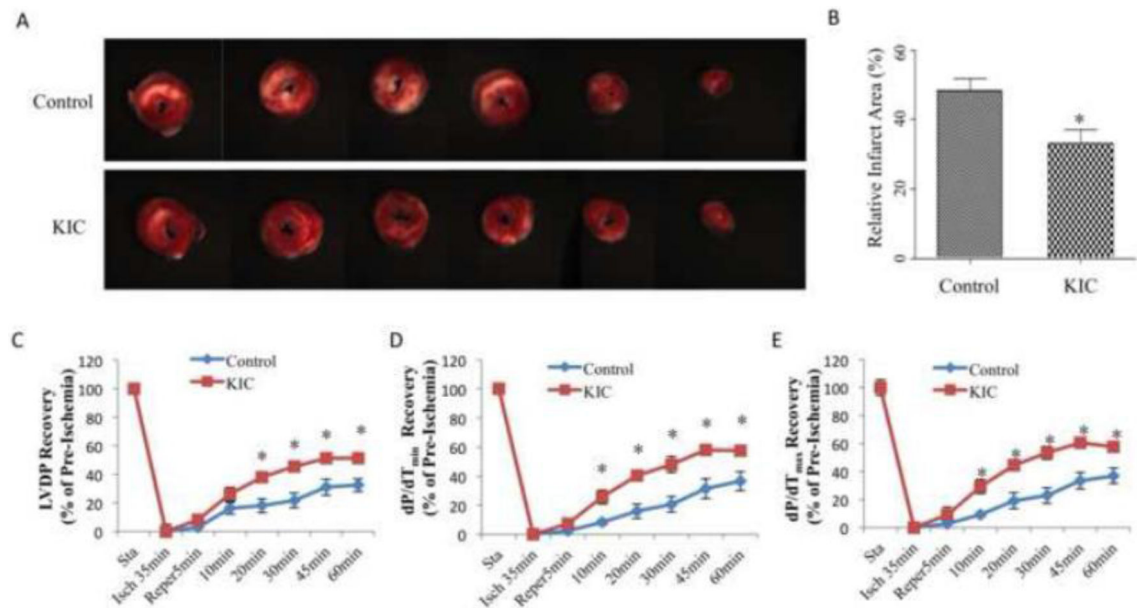 A
Control
KIC
B
Relative Infarct Area (%)
60
40
20
0
*
Control
KIC
C
Control
KIC
LVDP Recovery
(% of Pre-Ischemia)
120
100
80
60
40
20
0
* * * *
Sta
Isch 35min
Reper5min
10min
20min
30min
45min
60min
D
Control
KIC
dP/dTmin Recovery
(% of Pre-Ischemia)
120
100
80
60
40
20
0
* * * * *
Sta
Isch 35min
Reper5min
10min
20min
30min
45min
60min
E
Control
KIC
dP/dTmax Recovery
(% of Pre-Ischemia)
120
100
80
60
40
20
0
* * * * *
Sta
Isch 35min
Reper5min
10min
20min
30min
45min
60min